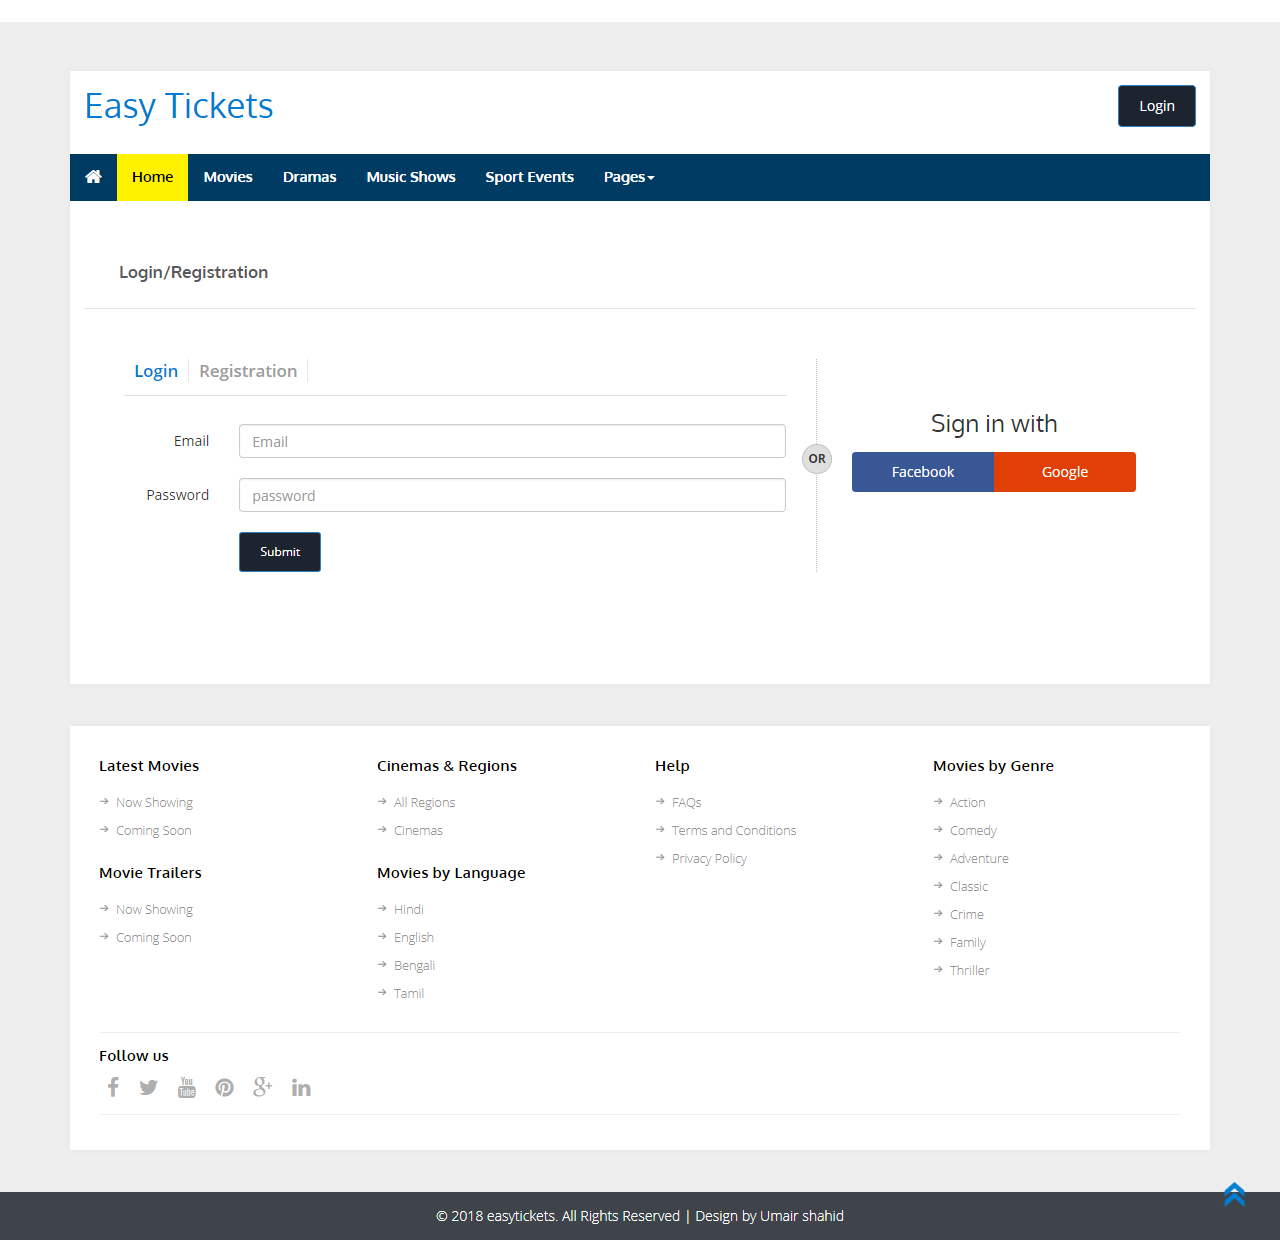 Easy Tickets
Login
Home Movies Dramas Music Shows Sport Events Pages
Login/Registration
Login Registration
Email Email
Password password
Submit
OR
Sign in with
Facebook Google
Latest Movies
Now Showing
Coming Soon
Movie Trailers
Now Showing
Coming Soon
Cinemas & Regions
All Regions
Cinemas
Movies by Language
Hindi
English
Bengali
Tamil
Help
FAQs
Terms and Conditions
Privacy Policy
Movies by Genre
Action
Comedy
Adventure
Classic
Crime
Family
Thriller
Follow us
You
Tube
© 2018 easytickets. All Rights Reserved | Design by Umair shahid